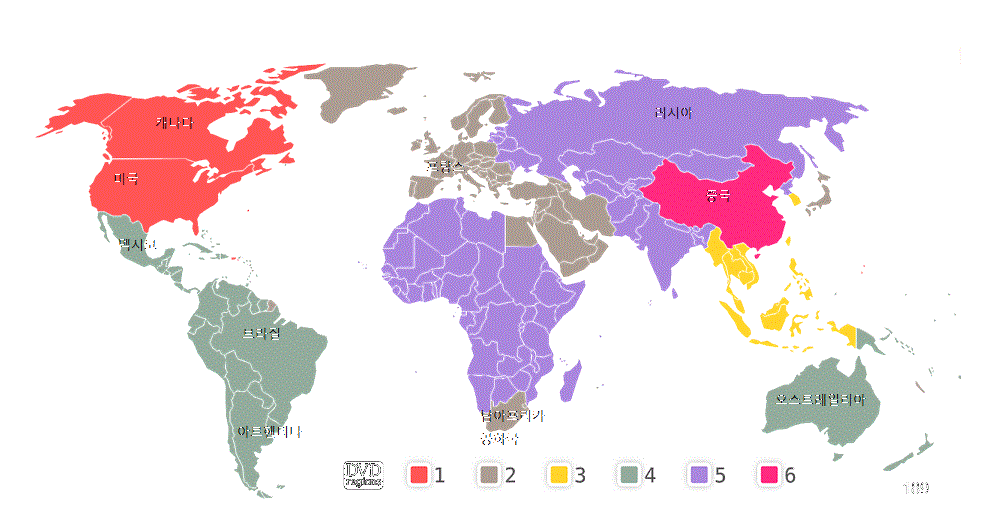 캐나다
러시아
프랑스
미국
중국
멕시코
브라질
오스트레일리아
남아프리카
공화국
아르헨티나
DVD
regions
1
2
3
4
5
6